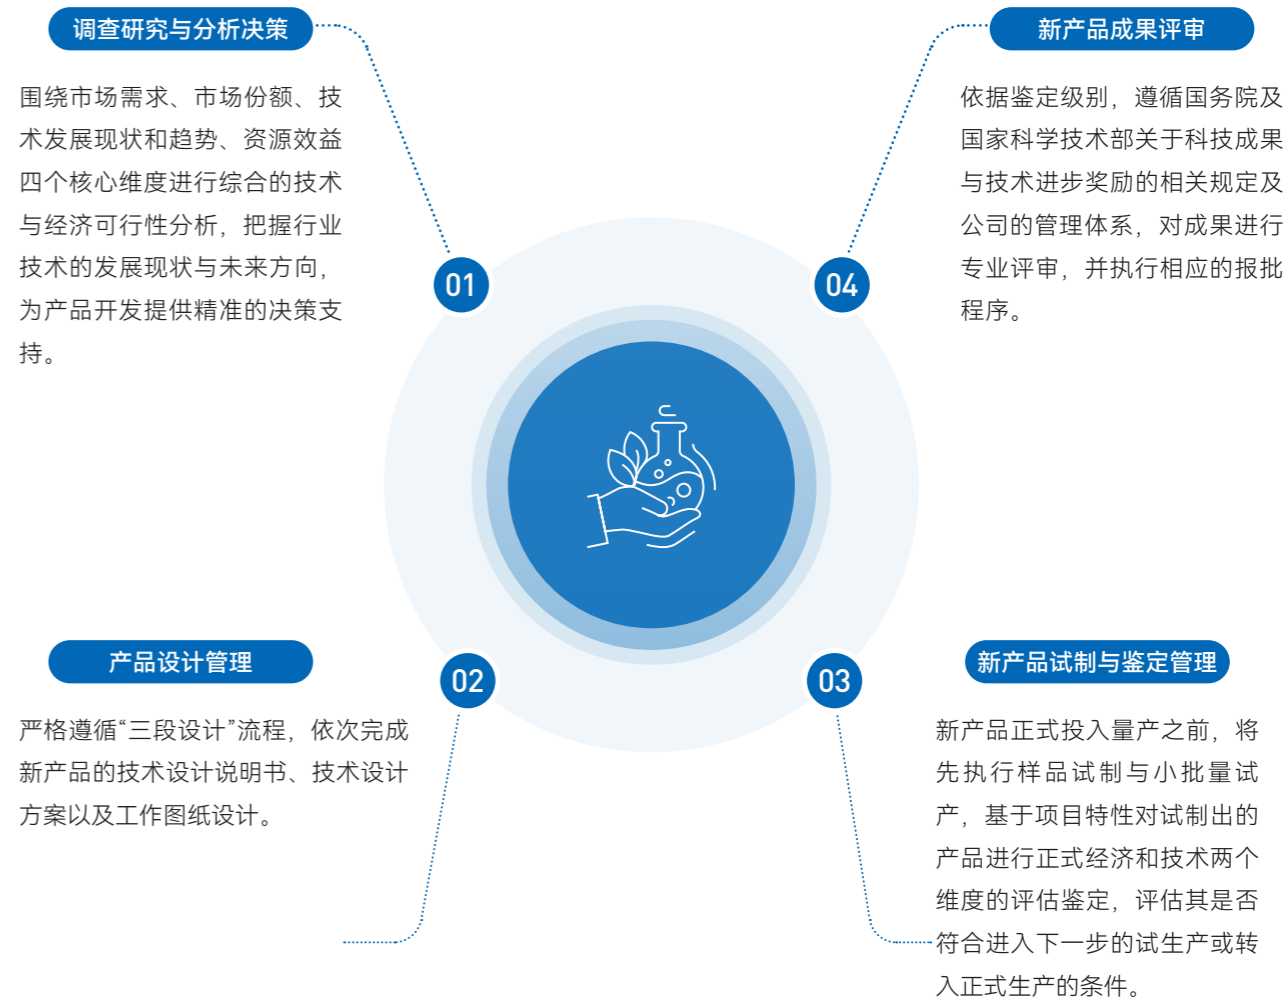 调查研究与分析决策
围绕市场需求、市场份额、技
术发展现状和趋势、资源效益
四个核心维度进行综合的技术
与经济可行性分析，把握行业
技术的发展现状与未来方向，
为产品开发提供精准的决策支
持。
01
产品设计管理
严格遵循“三段设计”流程，依次完成
新产品的技术设计说明书、技术设计
方案以及工作图纸设计。
02
新产品试制与鉴定管理
新产品正式投入量产之前，将
先执行样品试制与小批量试
产，基于项目特性对试制出的
产品进行正式经济和技术两个
维度的评估鉴定，评估其是否
符合进入下一步的试生产或转
入正式生产的条件。
03
新产品成果评审
依据鉴定级别，遵循国务院及
国家科学技术部关于科技成果
与技术进步奖励的相关规定及
公司的管理体系，对成果进行
专业评审，并执行相应的报批
程序。
04